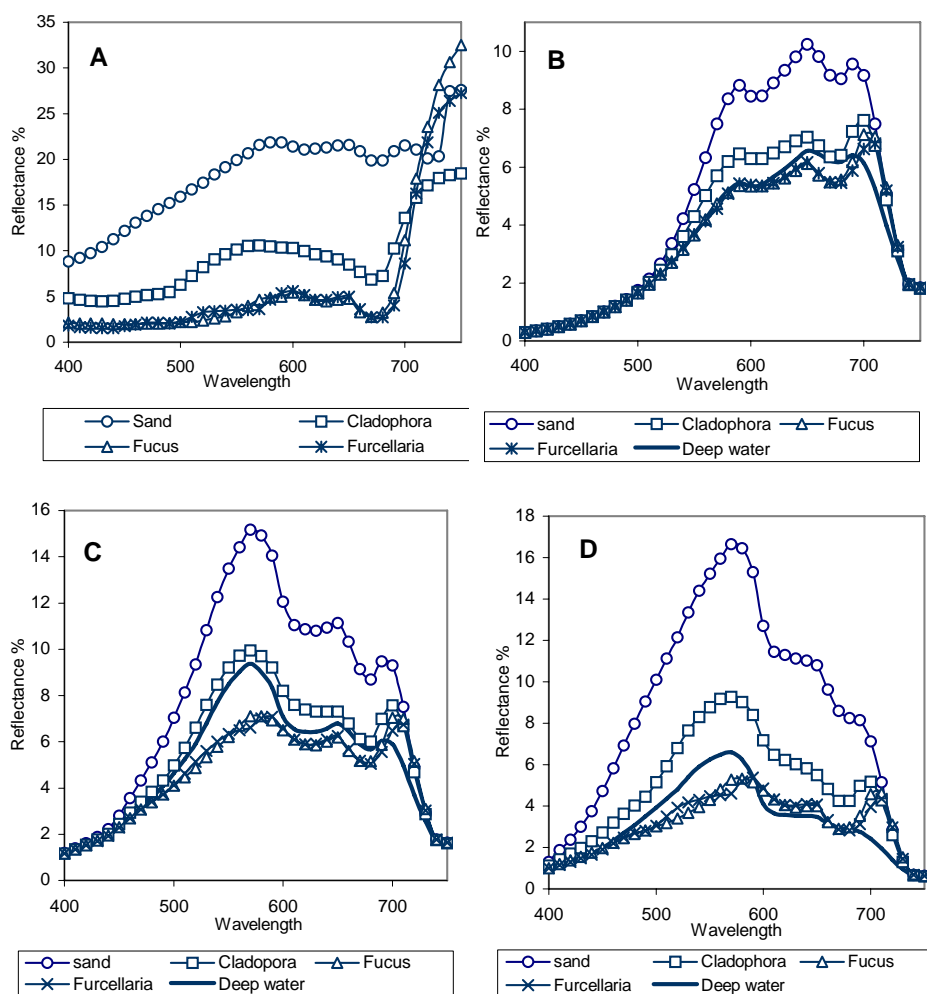 A
35
30
25
20
15
10
5
0
Reflectance %
400 500 600 700
Wavelength
Sand Cladophora
Fucus Furcellaria
B
10
8
6
4
2
0
Reflectance %
400 500 600 700
Wavelength
sand Cladophora Fucus
Furcellaria Deep water
C
16
14
12
10
8
6
4
2
0
Reflectance %
400 500 600 700
Wavelength
sand Cladopora Fucus
Furcellaria Deep water
D
18
16
14
12
10
8
6
4
2
0
Reflectance %
400 500 600 700
Wavelength
sand Cladophora Fucus
Furcellaria Deep water